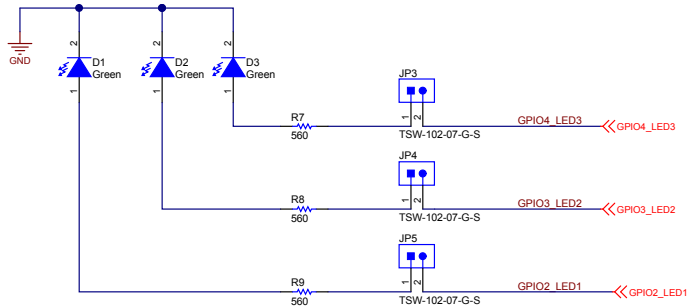 2
2
2
GND
D1
Green
D2
Green
D3
Green
1
1
1
JP3
R7
560
1
2
TSW-102-07-G-S
GPIO4_LED3
GPIO4_LED3
JP4
R8
560
1
2
TSW-102-07-G-S
GPIO3_LED2
GPIO3_LED2
JP5
R9
560
1
2
TSW-102-07-G-S
GPIO2_LED1
GPIO2_LED1